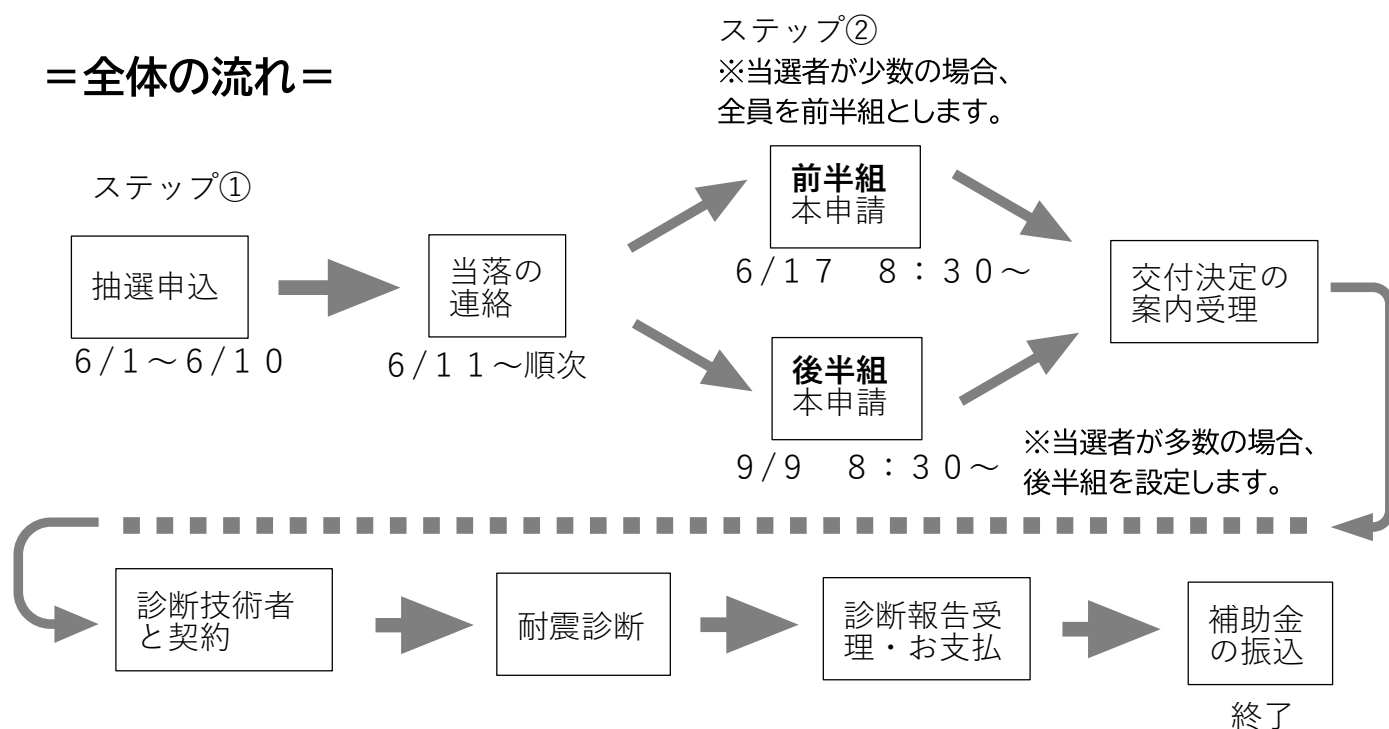 ＝全体の流れ＝
ステップ①
抽選申込
6/1～6/10
当落の
連絡
6/11～順次
ステップ②
※当選者が少数の場合、
全員を前半組とします。
前半組
本申請
6/17　8：30～
後半組
本申請
9/9　8：30～
※当選者が多数の場合、
後半組を設定します。
交付決定の
案内受理
診断技術者
と契約
耐震診断
診断報告受
理・お支払
補助金
の振込
終了